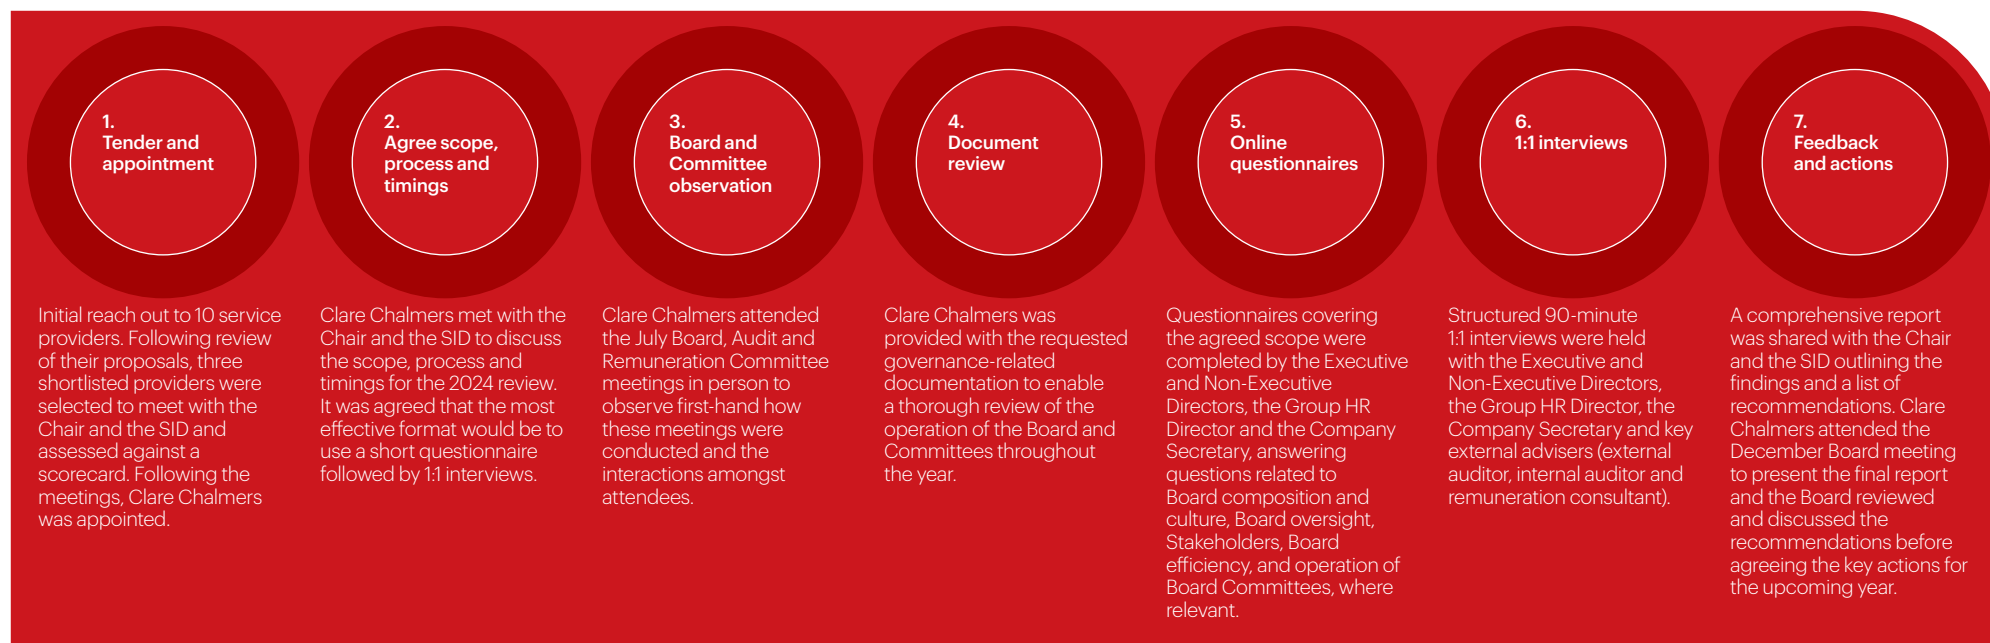 1.
Tender and
appointment
Initial reach out to 10 service
providers. Following review
of their proposals, three
shortlisted providers were
selected to meet with the
Chair and the SID and
assessed against a
scorecard. Following the
meetings, Clare Chalmers
was appointed.
2.
Agree scope,
process and
timings
Clare Chalmers met with the
Chair and the SID to discuss
the scope, process and
timings for the 2024 review.
It was agreed that the most
effective format would be to
use a short questionnaire
followed by 1:1 interviews.
3.
Board and
Committee
observation
Clare Chalmers attended
the July Board, Audit and
Remuneration Committee
meetings in person to
observe first-hand how
these meetings were
conducted and the
interactions amongst
attendees.
4.
Document
review
Clare Chalmers was
provided with the requested
governance-related
documentation to enable
a thorough review of the
operation of the Board and
Committees throughout
the year.
5.
Online
questionnaires
Questionnaires covering
the agreed scope were
completed by the Executive
and Non-Executive
Directors, the Group HR
Director and the Company
Secretary, answering
questions related to
Board composition and
culture, Board oversight,
Stakeholders, Board
efficiency, and operation of
Board Committees, where
relevant.
6.
1:1 interviews
Structured 90-minute
1:1 interviews were held
with the Executive and
Non-Executive Directors,
the Group HR Director, the
Company Secretary and key
external advisers (external
auditor, internal auditor and
remuneration consultant).
7.
Feedback
and actions
A comprehensive report
was shared with the Chair
and the SID outlining the
findings and a list of
recommendations. Clare
Chalmers attended the
December Board meeting
to present the final report
and the Board reviewed
and discussed the
recommendations before
agreeing the key actions for
the upcoming year.